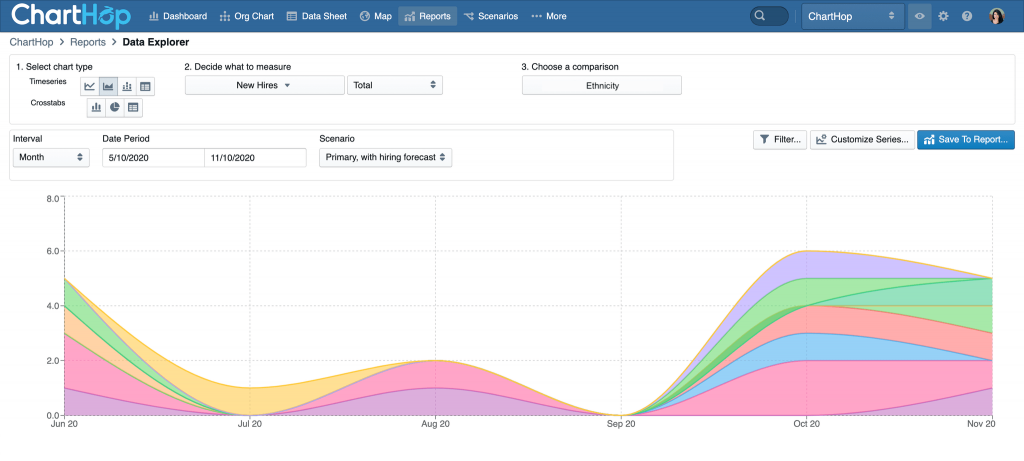 ChartHop Dashboard Org Chart Data Sheet Map Reports Scenarios More ChartHop
ChartHop > Reports > Data Explorer
1. Select chart type 2. Decide what to measure 3. Choose a comparison
Timeseries New Hires Total Ethnicity
Crosstabs
Interval Date Period Scenario
Month 5/10/2020 11/10/2020 Primary, with hiring forecast
Filter... Customize Series... Save To Report...
8.0
6.0
4.0
2.0
0.0
Jun 20 Jul 20 Aug 20 Sep 20 Oct 20 Nov 20